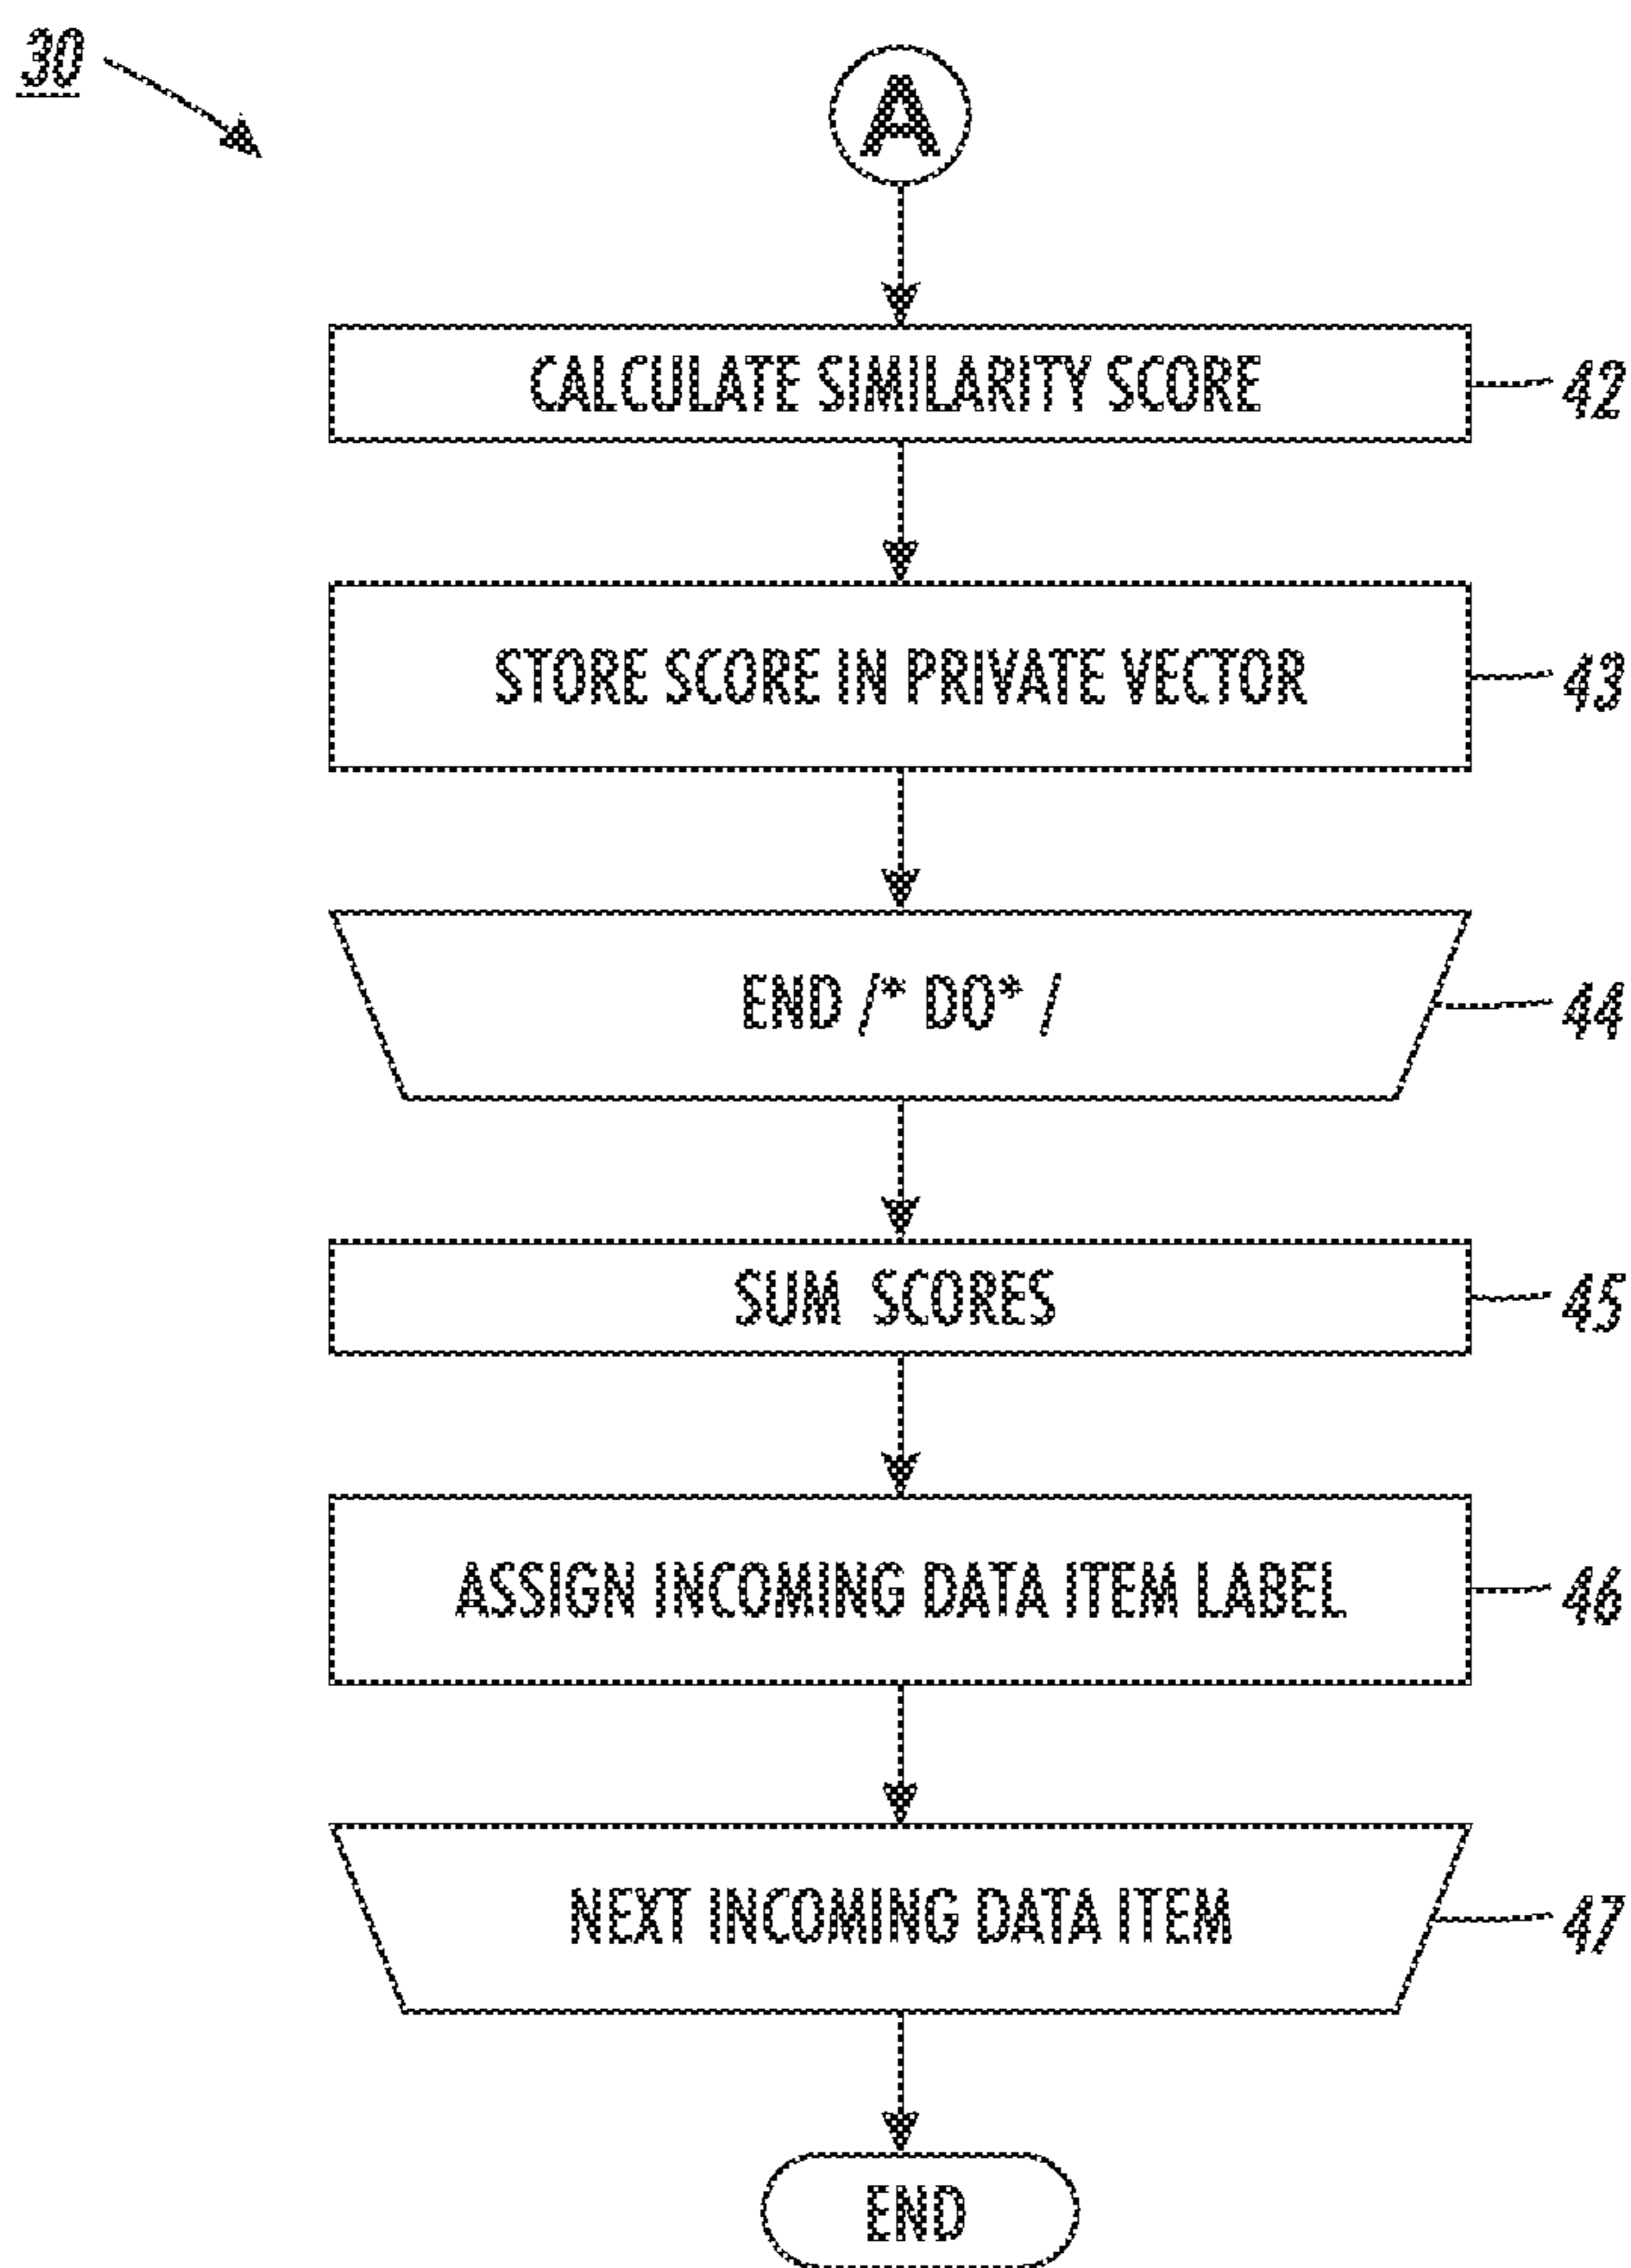 30
A
CALCULATE SIMILARITY SCORE
42
STORE SCORE IN PRIVATE VECTOR
43
END /* DO* /
44
SUM SCORES
45
ASSIGN INCOMING DATA ITEM LABEL
46
NEXT INCOMING DATA ITEM
47
END